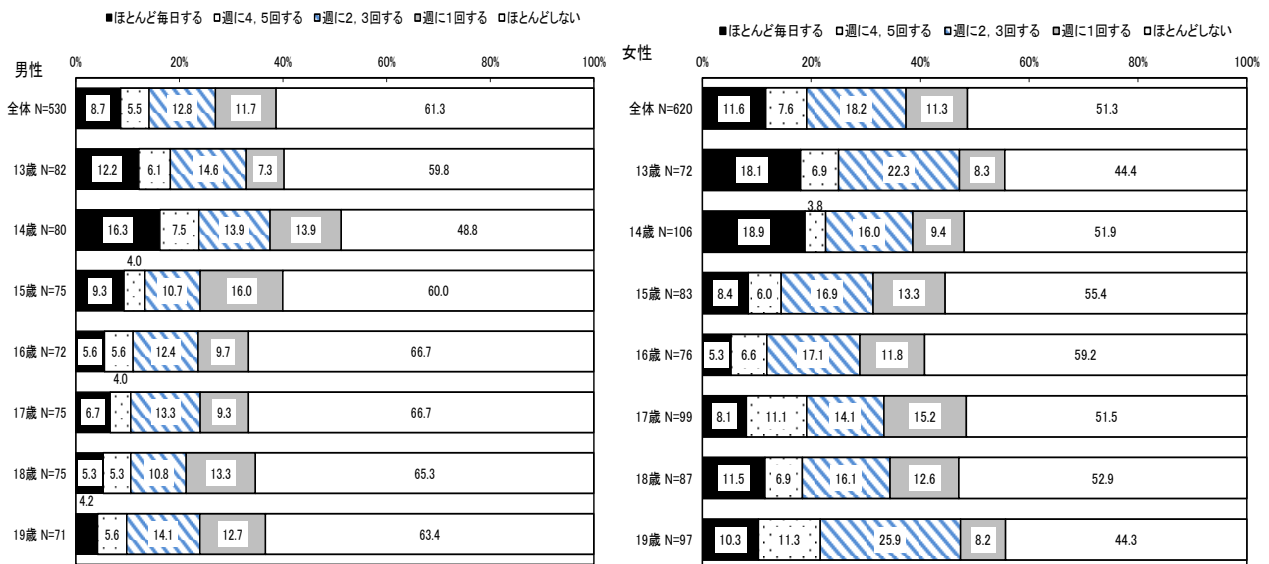 ■ほとんど毎日する □週に4, 5回する ■週に2, 3回する ■週に1回する □ほとんどしない
男性
0% 20% 40% 60% 80% 100%
全体 N=530 8.7 5.5 12.8 11.7 61.3
13歳 N=82 12.2 6.1 14.6 7.3 59.8
14歳 N=80 16.3 7.5 13.9 13.9 48.8
4.0
15歳 N=75 9.3 10.7 16.0 60.0
16歳 N=72 5.6 5.6 12.4 9.7 66.7
4.0
17歳 N=75 6.7 13.3 9.3 66.7
18歳 N=75 5.3 5.3 10.8 13.3 65.3
4.2
19歳 N=71 5.6 14.1 12.7 63.4
■ほとんど毎日する □週に4, 5回する ■週に2, 3回する ■週に1回する □ほとんどしない
女性
0% 20% 40% 60% 80% 100%
全体 N=620 11.6 7.6 18.2 11.3 51.3
13歳 N=72 18.1 6.9 22.3 8.3 44.4
3.8
14歳 N=106 18.9 16.0 9.4 51.9
15歳 N=83 8.4 6.0 16.9 13.3 55.4
16歳 N=76 5.3 6.6 17.1 11.8 59.2
17歳 N=99 8.1 11.1 14.1 15.2 51.5
18歳 N=87 11.5 6.9 16.1 12.6 52.9
19歳 N=97 10.3 11.3 25.9 8.2 44.3